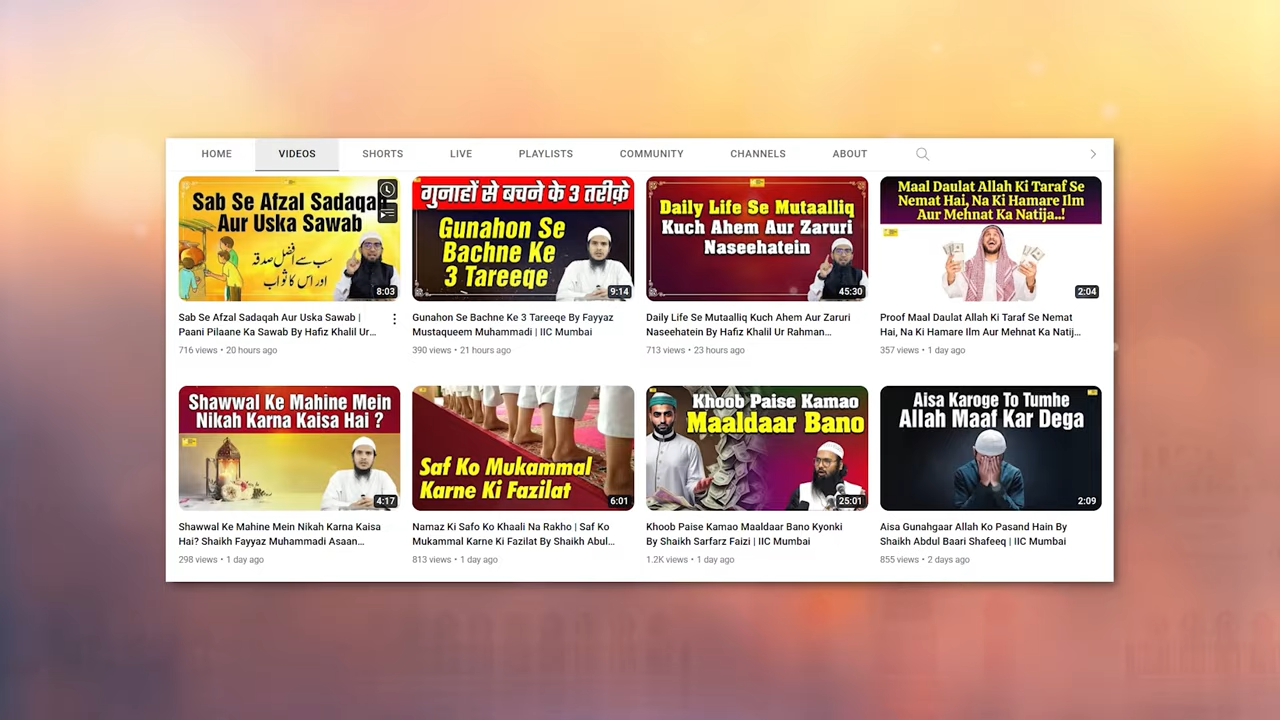 HOME VIDEOS SHORTS LIVE PLAYLISTS COMMUNITY CHANNELS ABOUT
Sab Se Afzal Sadaqah
Aur Uska Sawab
سب سے افضل صدقہ
اور اس کا ثواب
8:03
गुनाहों से बचने के 3 तरीक़े
Gunahon Se
Bachne Ke
3 Tareeqe
9:14
Daily Life Se Mutaalliq
Kuch Ahem Aur Zaruri
Naseehatein
45:30
Maal Daulat Allah Ki Taraf Se
Nemat Hai, Na Ki Hamare Ilm
Aur Mehnat Ka Natija..!
2:04
Sab Se Afzal Sadaqah Aur Uska Sawab |
Paani Pilaane Ka Sawab By Hafiz Khalil Ur...
716 views • 20 hours ago
Gunahon Se Bachne Ke 3 Tareeqe By Fayyaz
Mustaqueem Muhammadi | IIC Mumbai
390 views • 21 hours ago
Daily Life Se Mutaalliq Kuch Ahem Aur Zaruri
Naseehatein By Hafiz Khalil Ur Rahman...
713 views • 23 hours ago
Proof Maal Daulat Allah Ki Taraf Se Nemat
Hai, Na Ki Hamare Ilm Aur Mehnat Ka Natij...
357 views • 1 day ago
Shawwal Ke Mahine Mein
Nikah Karna Kaisa Hai ?
4:17
Saf Ko Mukammal
Karne Ki Fazilat
6:01
Khoob Paise Kamao
Maaldaar Bano
25:01
Aisa Karoge To Tumhe
Allah Maaf Kar Dega
2:09
Shawwal Ke Mahine Mein Nikah Karna Kaisa
Hai? Shaikh Fayyaz Muhammadi Asaan...
298 views • 1 day ago
Namaz Ki Safo Ko Khaali Na Rakho | Saf Ko
Mukammal Karne Ki Fazilat By Shaikh Abul...
813 views • 1 day ago
Khoob Paise Kamao Maaldaar Bano Kyonki
By Shaikh Sarfarz Faizi | IIC Mumbai
1.2K views • 1 day ago
Aisa Gunahgaar Allah Ko Pasand Hain By
Shaikh Abdul Baari Shafeeq | IIC Mumbai
855 views • 2 days ago